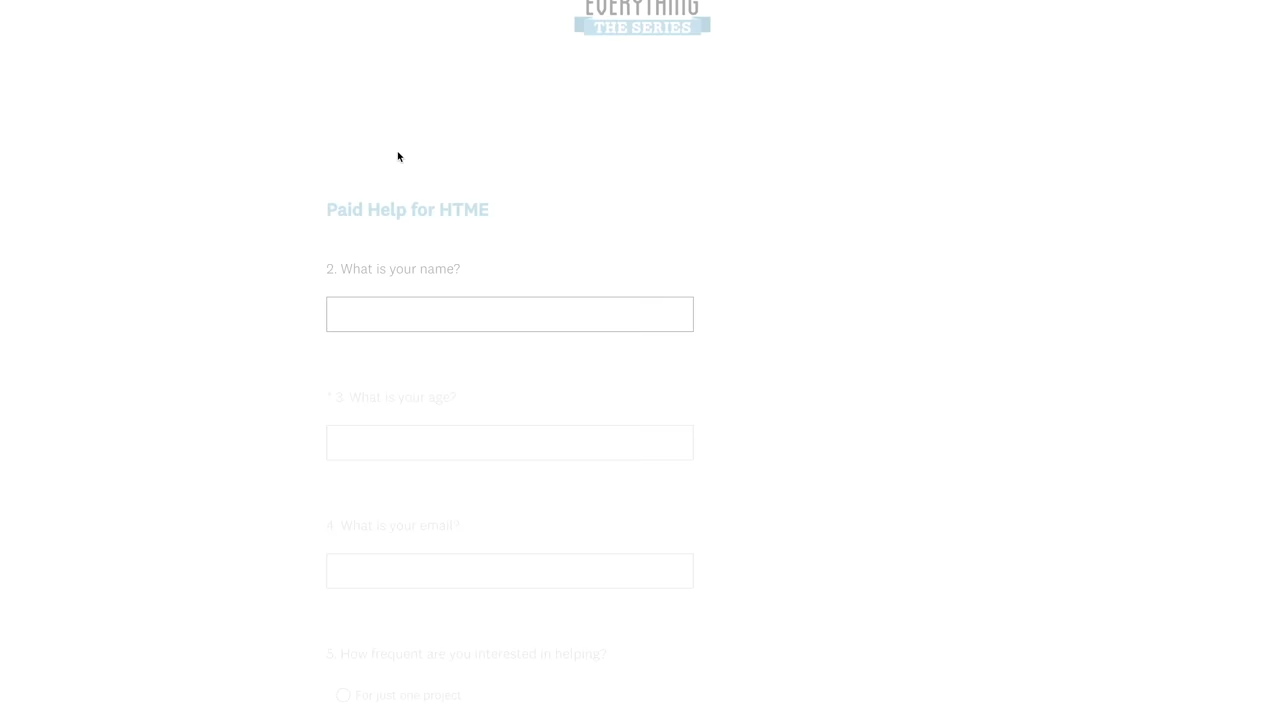 EVERYTHING
THE SERIES
Paid Help for HTME
2. What is your name?
* 3. What is your age?
4. What is your email*
5. How frequent are you interested in helping?
For just one project